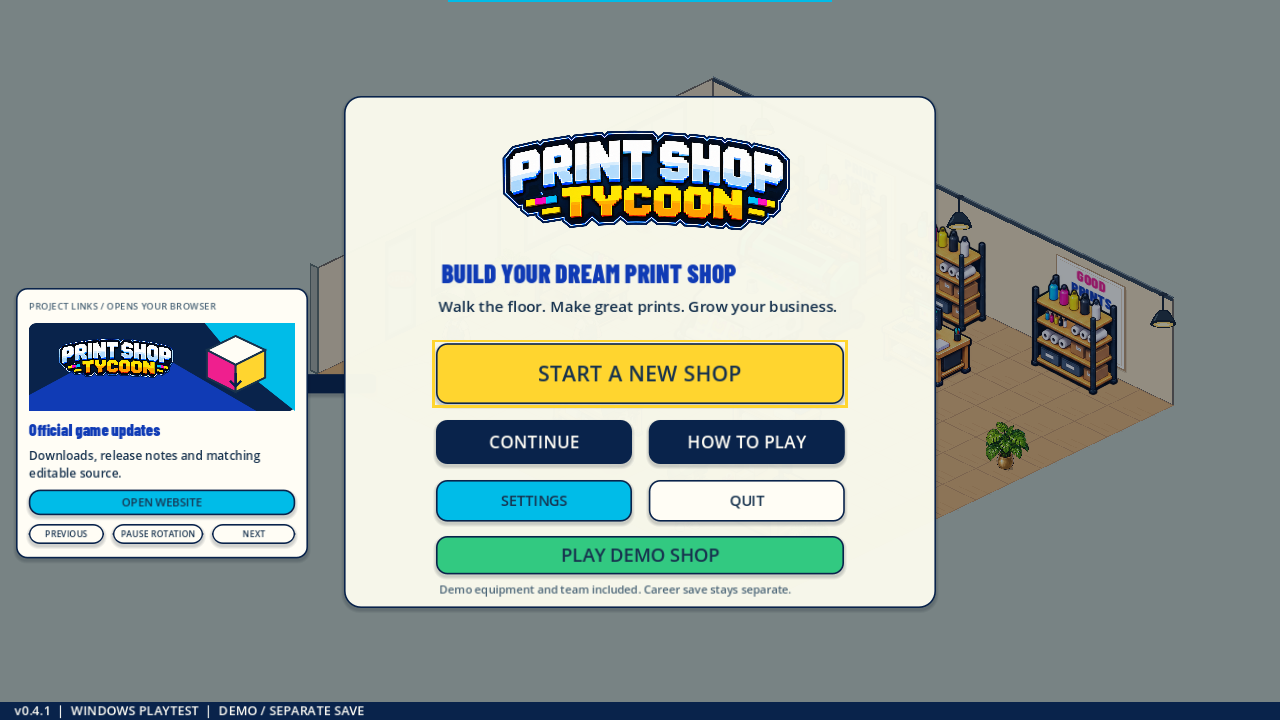 PRINT SHOP
TYCOON
BUILD YOUR DREAM PRINT SHOP
Walk the floor. Make great prints. Grow your business.
START A NEW SHOP
CONTINUE
HOW TO PLAY
SETTINGS
QUIT
PLAY DEMO SHOP
Demo equipment and team included. Career save stays separate.
PROJECT LINKS / OPENS YOUR BROWSER
PRINT SHOP
TYCOON
Official game updates
Downloads, release notes and matching
editable source.
OPEN WEBSITE
PREVIOUS
PAUSE ROTATION
NEXT
GOOD
PRINTS
v0.4.1 | WINDOWS PLAYTEST | DEMO / SEPARATE SAVE